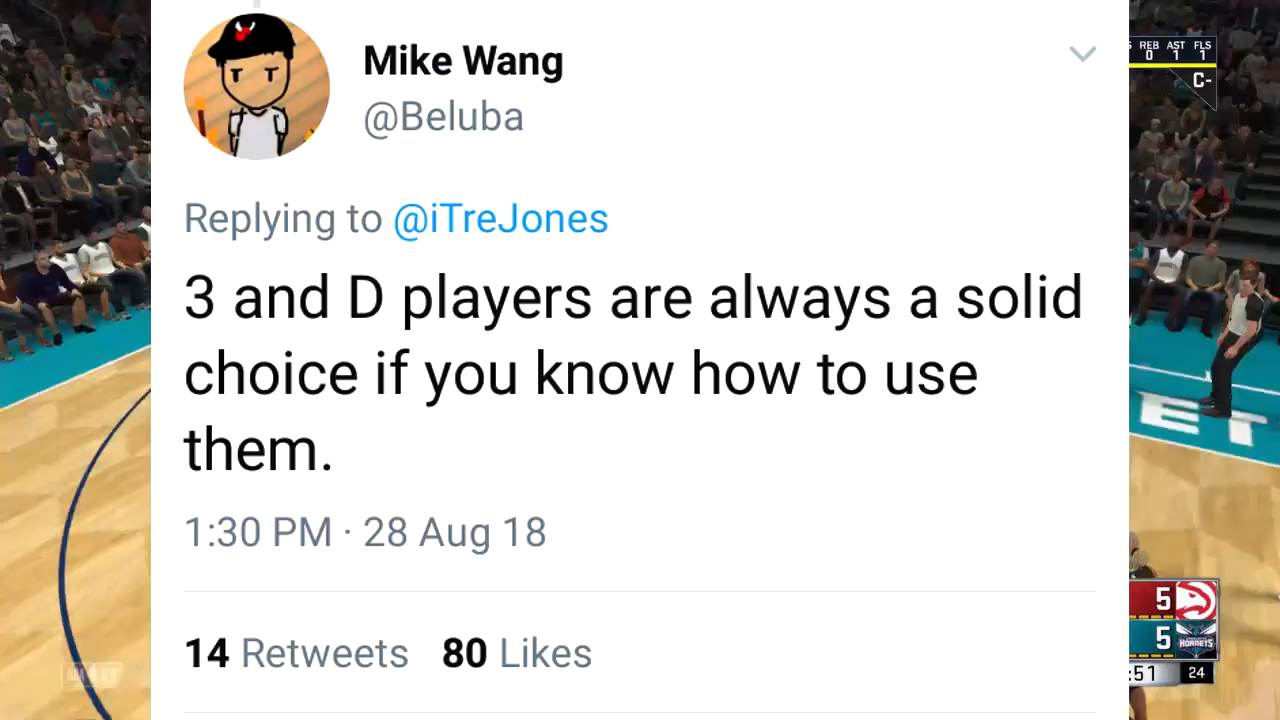 Mike Wang
@Beluba
Replying to @iTreJones
3 and D players are always a solid
choice if you know how to use
them.
1:30 PM · 28 Aug 18
14 Retweets 80 Likes
REB AST FLS
0 1 1
C-
ET
5
5 HORNETS
:51 24